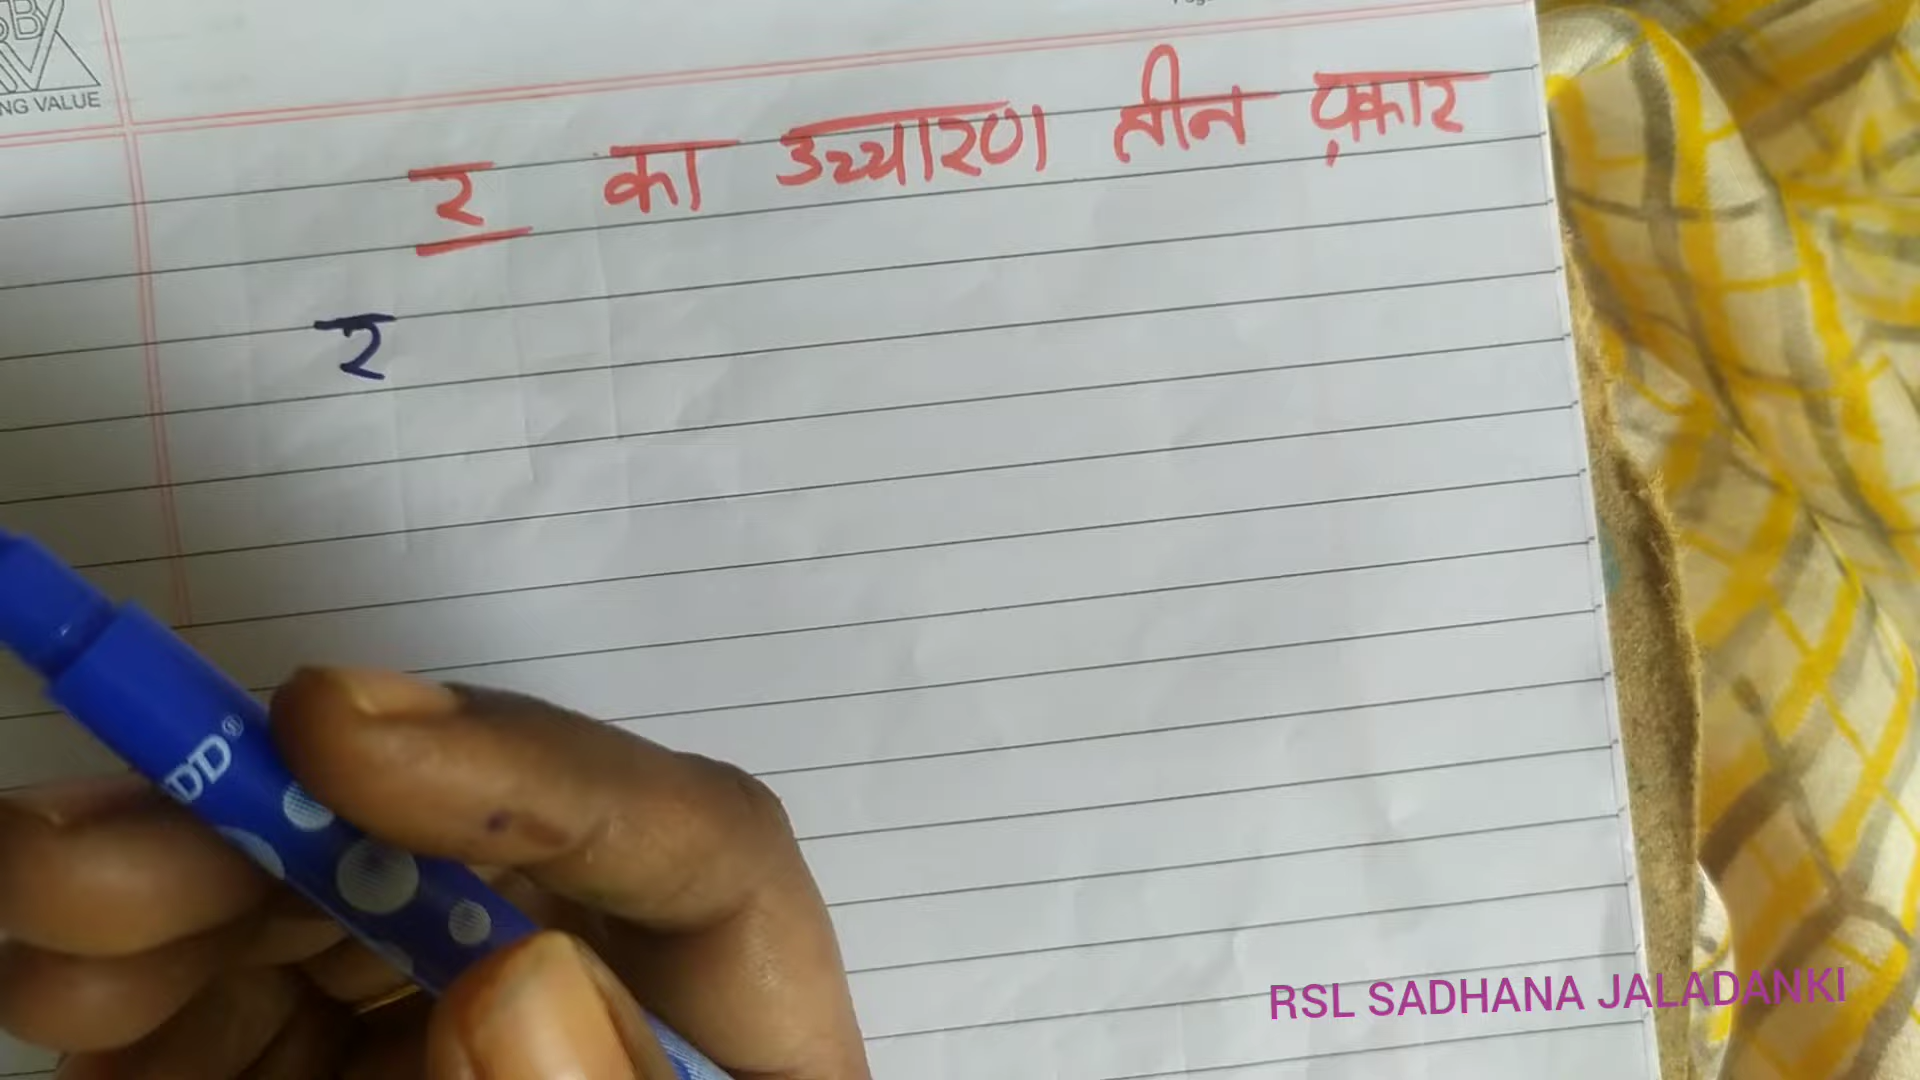 NG VALUE
र का उच्चारण तीन प्रकार
र
DD®
RSL SADHANA JALADANKI